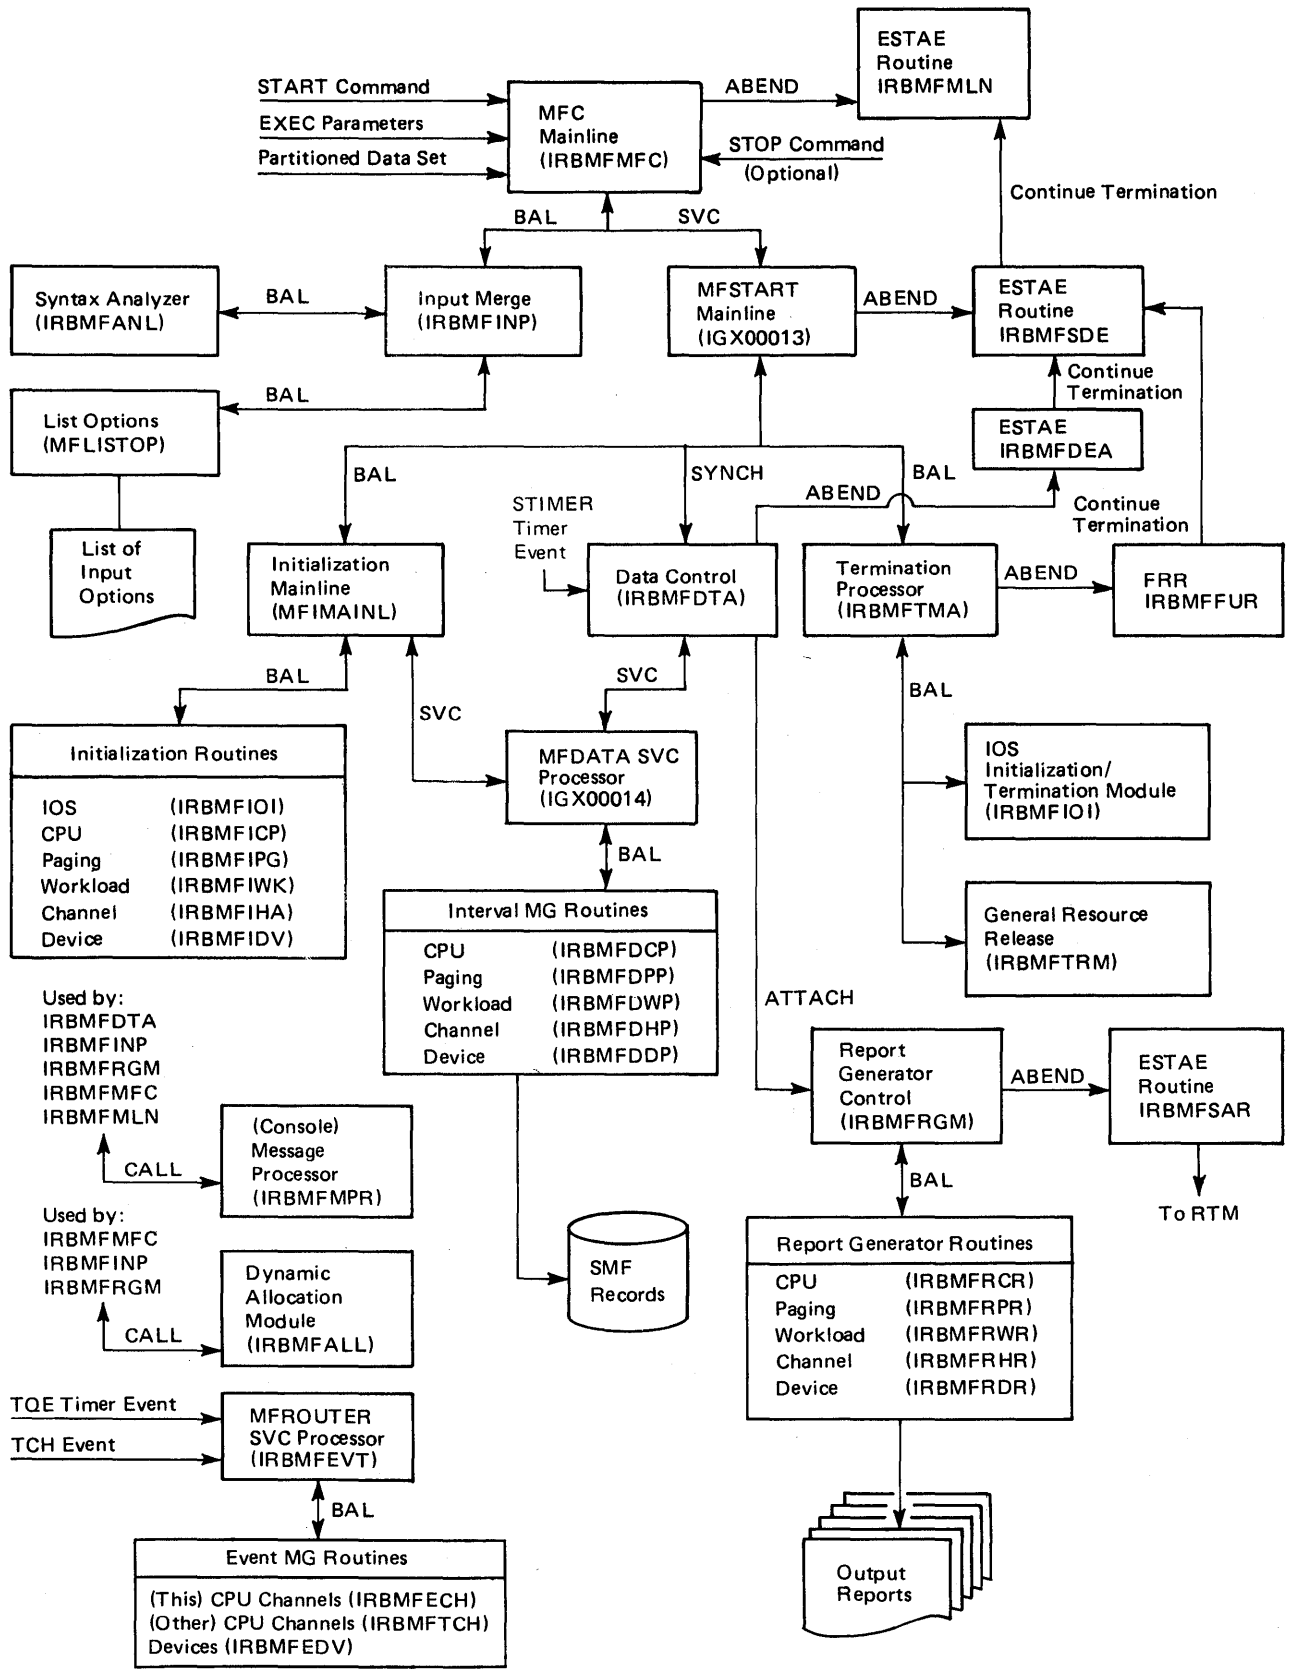 ESTAE
Routine
IRBMFMLN
START Command
EXEC Parameters
Partitioned Data Set
MFC
Mainline
(IRBMFMFC)
ABEND
STOP Command
(Optional)
Continue Termination
BAL
SVC
Syntax Analyzer
(IRBMFANL)
BAL
Input Merge
(IRBMFINP)
MFSTART
Mainline
(IGX00013)
ABEND
ESTAE
Routine
IRBMFSDE
List Options
(MFLISTOP)
BAL
Continue
Termination
ESTAE
IRBMFDEA
BAL
SYNCH
BAL
ABEND
Continue
Termination
List of
Input
Options
STIMER
Timer
Event
Initialization
Mainline
(MFIMAINL)
Data Control
(IRBMFDTA)
Termination
Processor
(IRBMFTMA)
ABEND
FRR
IRBMFFUR
BAL
SVC
SVC
BAL
Initialization Routines
IOS (IRBMFIOI)
CPU (IRBMFICP)
Paging (IRBMFIPG)
Workload (IRBMFIWK)
Channel (IRBMFIHA)
Device (IRBMFIDV)
MFDATA SVC
Processor
(IGX00014)
BAL
IOS
Initialization/
Termination Module
(IRBMFIOI)
Interval MG Routines
CPU (IRBMFDCP)
Paging (IRBMFDPP)
Workload (IRBMFDWP)
Channel (IRBMFDHP)
Device (IRBMFDDP)
General Resource
Release
(IRBMFTRM)
ATTACH
Used by:
IRBMFDTA
IRBMFINP
IRBMFRGM
IRBMFMFC
IRBMFMLN
CALL
(Console)
Message
Processor
(IRBMFMPR)
Report
Generator
Control
(IRBMFRGM)
ABEND
ESTAE
Routine
IRBMFSAR
BAL
To RTM
Used by:
IRBMFMFC
IRBMFINP
IRBMFRGM
CALL
Dynamic
Allocation
Module
(IRBMFALL)
SMF
Records
Report Generator Routines
CPU (IRBMFRCR)
Paging (IRBMFRPR)
Workload (IRBMFRWR)
Channel (IRBMFRHR)
Device (IRBMFRDR)
TQE Timer Event
TCH Event
MFROUTER
SVC Processor
(IRBMFEVT)
BAL
Event MG Routines
(This) CPU Channels (IRBMFECH)
(Other) CPU Channels (IRBMFTCH)
Devices (IRBMFEDV)
Output
Reports